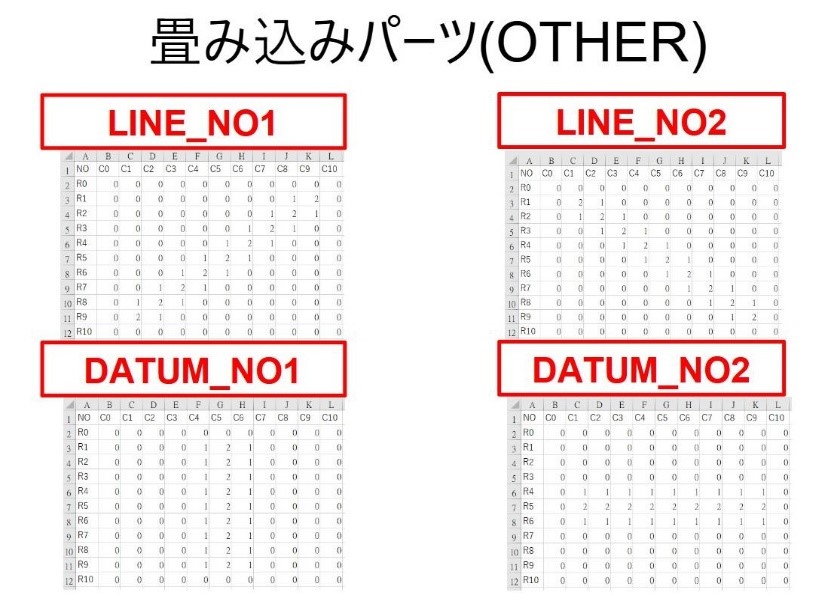 畳み込みパーツ(OTHER)
LINE_NO1
A B C D E F G H I J K L
1 NO C0 C1 C2 C3 C4 C5 C6 C7 C8 C9 C10
2 R0 0 0 0 0 0 0 0 0 0 0 0
3 R1 0 0 0 0 0 0 0 0 1 2 0
4 R2 0 0 0 0 0 0 0 1 2 1 0
5 R3 0 0 0 0 0 0 1 2 1 0 0
6 R4 0 0 0 0 0 1 2 1 0 0 0
7 R5 0 0 0 0 1 2 1 0 0 0 0
8 R6 0 0 0 1 2 1 0 0 0 0 0
9 R7 0 0 1 2 1 0 0 0 0 0 0
10 R8 0 1 2 1 0 0 0 0 0 0 0
11 R9 0 2 1 0 0 0 0 0 0 0 0
12 R10 0 0 0 0 0 0 0 0 0 0 0
LINE_NO2
A B C D E F G H I J K L
1 NO C0 C1 C2 C3 C4 C5 C6 C7 C8 C9 C10
2 R0 0 0 0 0 0 0 0 0 0 0 0
3 R1 0 2 1 0 0 0 0 0 0 0 0
4 R2 0 1 2 1 0 0 0 0 0 0 0
5 R3 0 0 1 2 1 0 0 0 0 0 0
6 R4 0 0 0 1 2 1 0 0 0 0 0
7 R5 0 0 0 0 1 2 1 0 0 0 0
8 R6 0 0 0 0 0 1 2 1 0 0 0
9 R7 0 0 0 0 0 0 1 2 1 0 0
10 R8 0 0 0 0 0 0 0 1 2 1 0
11 R9 0 0 0 0 0 0 0 0 1 2 0
12 R10 0 0 0 0 0 0 0 0 0 0 0
DATUM_NO1
A B C D E F G H I J K L
1 NO C0 C1 C2 C3 C4 C5 C6 C7 C8 C9 C10
2 R0 0 0 0 0 0 0 0 0 0 0 0
3 R1 0 0 0 0 1 2 1 0 0 0 0
4 R2 0 0 0 0 1 2 1 0 0 0 0
5 R3 0 0 0 0 1 2 1 0 0 0 0
6 R4 0 0 0 0 1 2 1 0 0 0 0
7 R5 0 0 0 0 1 2 1 0 0 0 0
8 R6 0 0 0 0 1 2 1 0 0 0 0
9 R7 0 0 0 0 1 2 1 0 0 0 0
10 R8 0 0 0 0 1 2 1 0 0 0 0
11 R9 0 0 0 0 1 2 1 0 0 0 0
12 R10 0 0 0 0 0 0 0 0 0 0 0
DATUM_NO2
A B C D E F G H I J K L
1 NO C0 C1 C2 C3 C4 C5 C6 C7 C8 C9 C10
2 R0 0 0 0 0 0 0 0 0 0 0 0
3 R1 0 0 0 0 0 0 0 0 0 0 0
4 R2 0 0 0 0 0 0 0 0 0 0 0
5 R3 0 0 0 0 0 0 0 0 0 0 0
6 R4 0 1 1 1 1 1 1 1 1 1 0
7 R5 0 2 2 2 2 2 2 2 2 2 0
8 R6 0 1 1 1 1 1 1 1 1 1 0
9 R7 0 0 0 0 0 0 0 0 0 0 0
10 R8 0 0 0 0 0 0 0 0 0 0 0
11 R9 0 0 0 0 0 0 0 0 0 0 0
12 R10 0 0 0 0 0 0 0 0 0 0 0